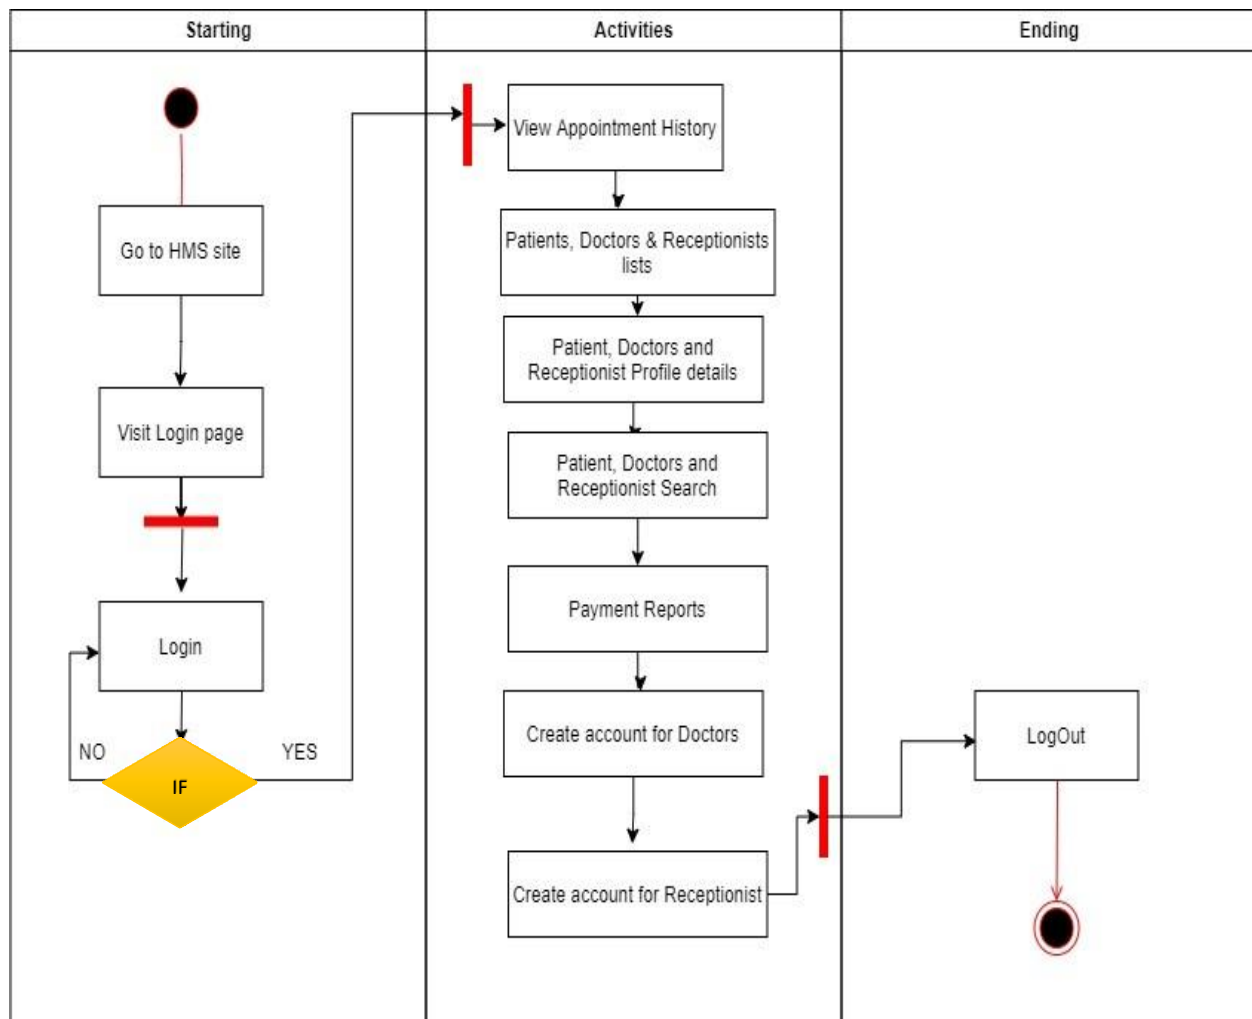 Starting
Activities
Ending
Go to HMS site
Visit Login page
Login
NO
YES
IF
View Appointment History
Patients, Doctors & Receptionists
lists
Patient, Doctors and
Receptionist Profile details
Patient, Doctors and
Receptionist Search
Payment Reports
Create account for Doctors
Create account for Receptionist
LogOut